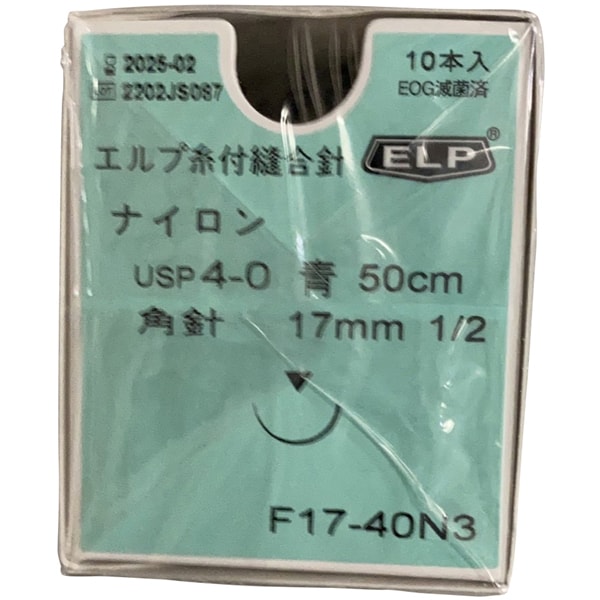 2025-02
10本入
LOT 2202JS087
EOG滅菌済
エルプ糸付縫合針
ELP®
ナイロン
USP 4-0 青 50cm
角針 17mm 1/2
F17-40N3